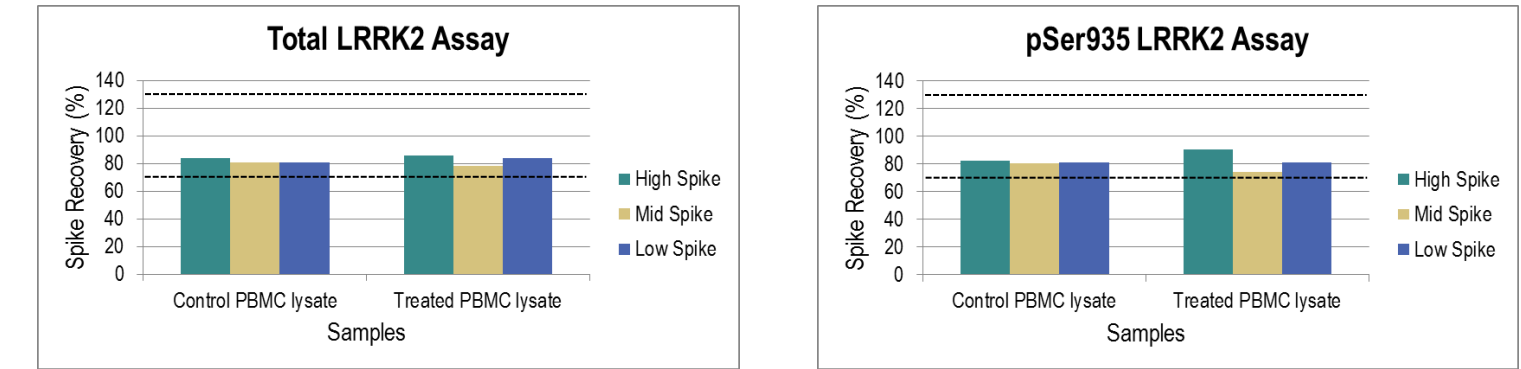 Total LRRK2 Assay
140
120
100
80
60
40
20
0
Spike Recovery (%)
Control PBMC lysate
Treated PBMC lysate
Samples
High Spike
Mid Spike
Low Spike
pSer935 LRRK2 Assay
140
120
100
80
60
40
20
0
Spike Recovery (%)
Control PBMC lysate
Treated PBMC lysate
Samples
High Spike
Mid Spike
Low Spike